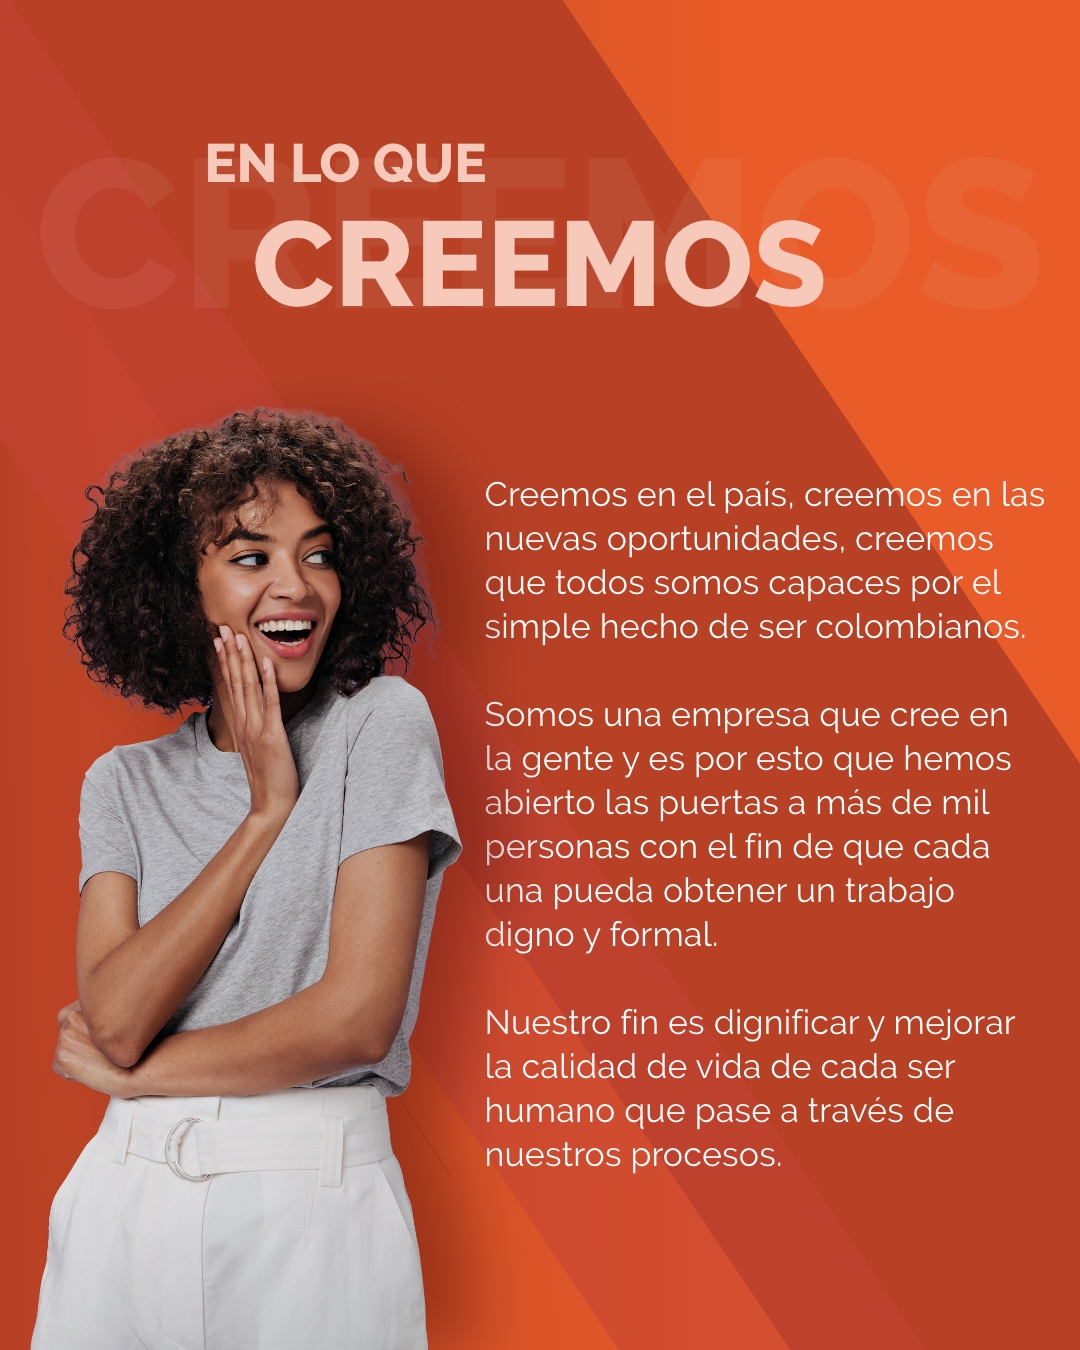 EN LO QUE
CREEMOS
CREEMOS
Creemos en el país, creemos en las
nuevas oportunidades, creemos
que todos somos capaces por el
simple hecho de ser colombianos.
Somos una empresa que cree en
la gente y es por esto que hemos
abierto las puertas a más de mil
personas con el fin de que cada
una pueda obtener un trabajo
digno y formal.
Nuestro fin es dignificar y mejorar
la calidad de vida de cada ser
humano que pase a través de
nuestros procesos.